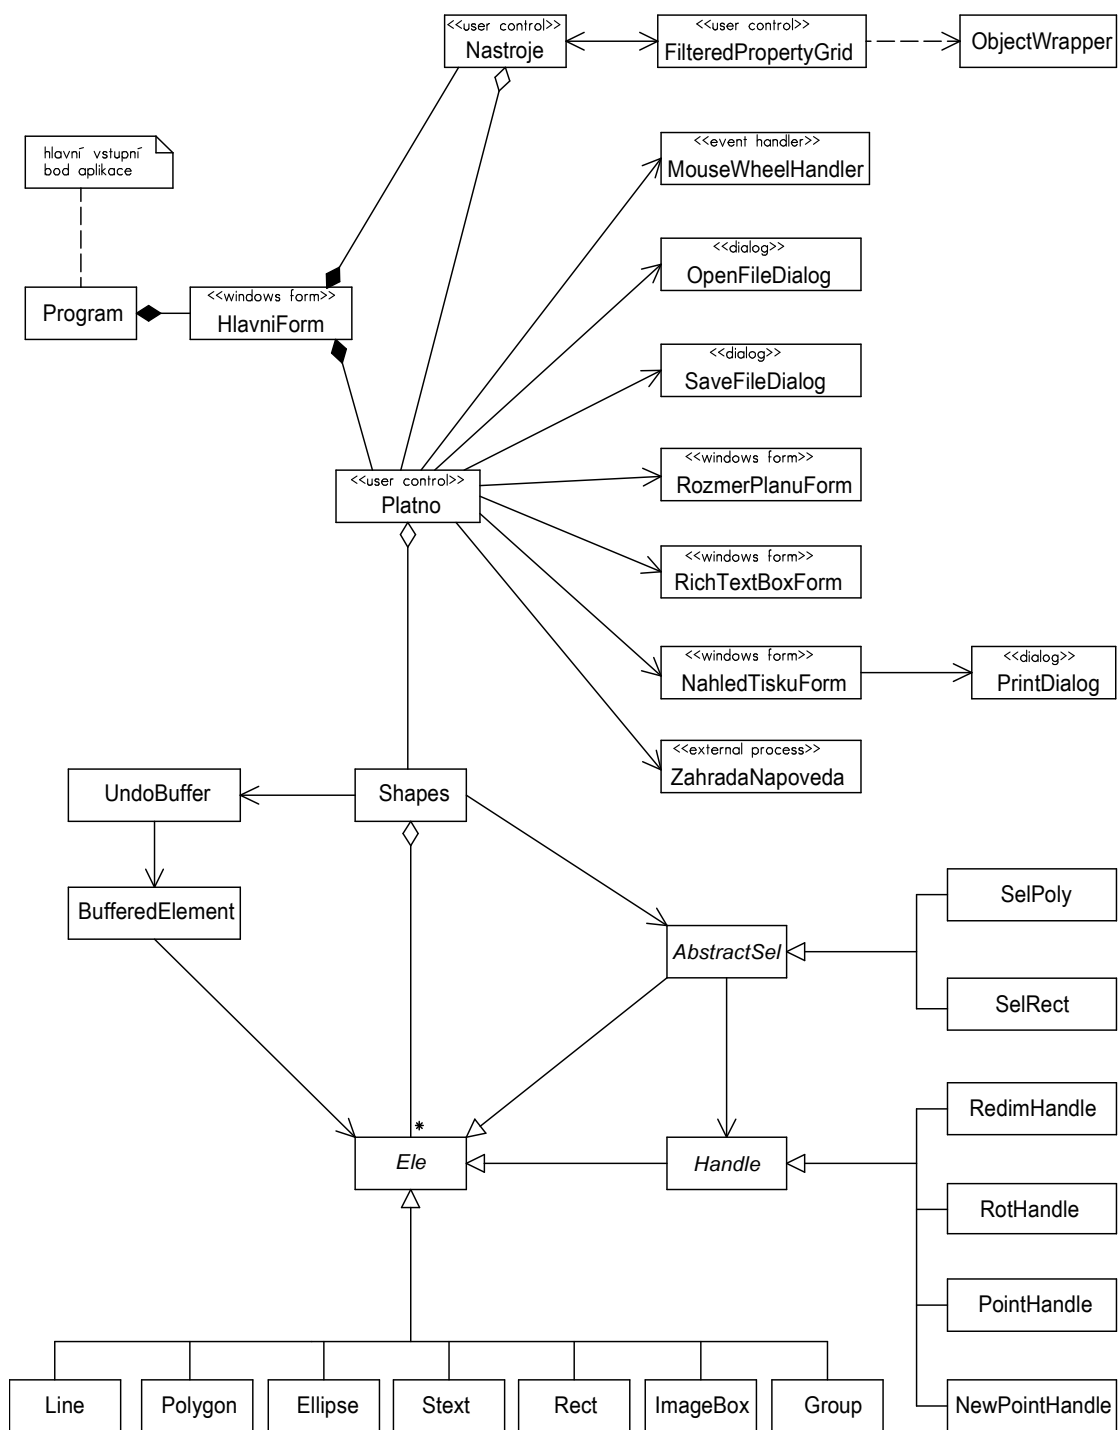 <<user control>>
Nastroje
<<user control>>
FilteredPropertyGrid
ObjectWrapper
hlavní vstupní
bod aplikace
<<event handler>>
MouseWheelHandler
<<dialog>>
OpenFileDialog
Program
<<windows form>>
HlavniForm
<<dialog>>
SaveFileDialog
<<user control>>
Platno
<<windows form>>
RozmerPlanuForm
<<windows form>>
RichTextBoxForm
<<windows form>>
NahledTiskuForm
<<dialog>>
PrintDialog
<<external process>>
ZahradaNapoveda
UndoBuffer
Shapes
BufferedElement
AbstractSel
SelPoly
SelRect
*
Ele
Handle
RedimHandle
RotHandle
PointHandle
NewPointHandle
Line
Polygon
Ellipse
Stext
Rect
ImageBox
Group